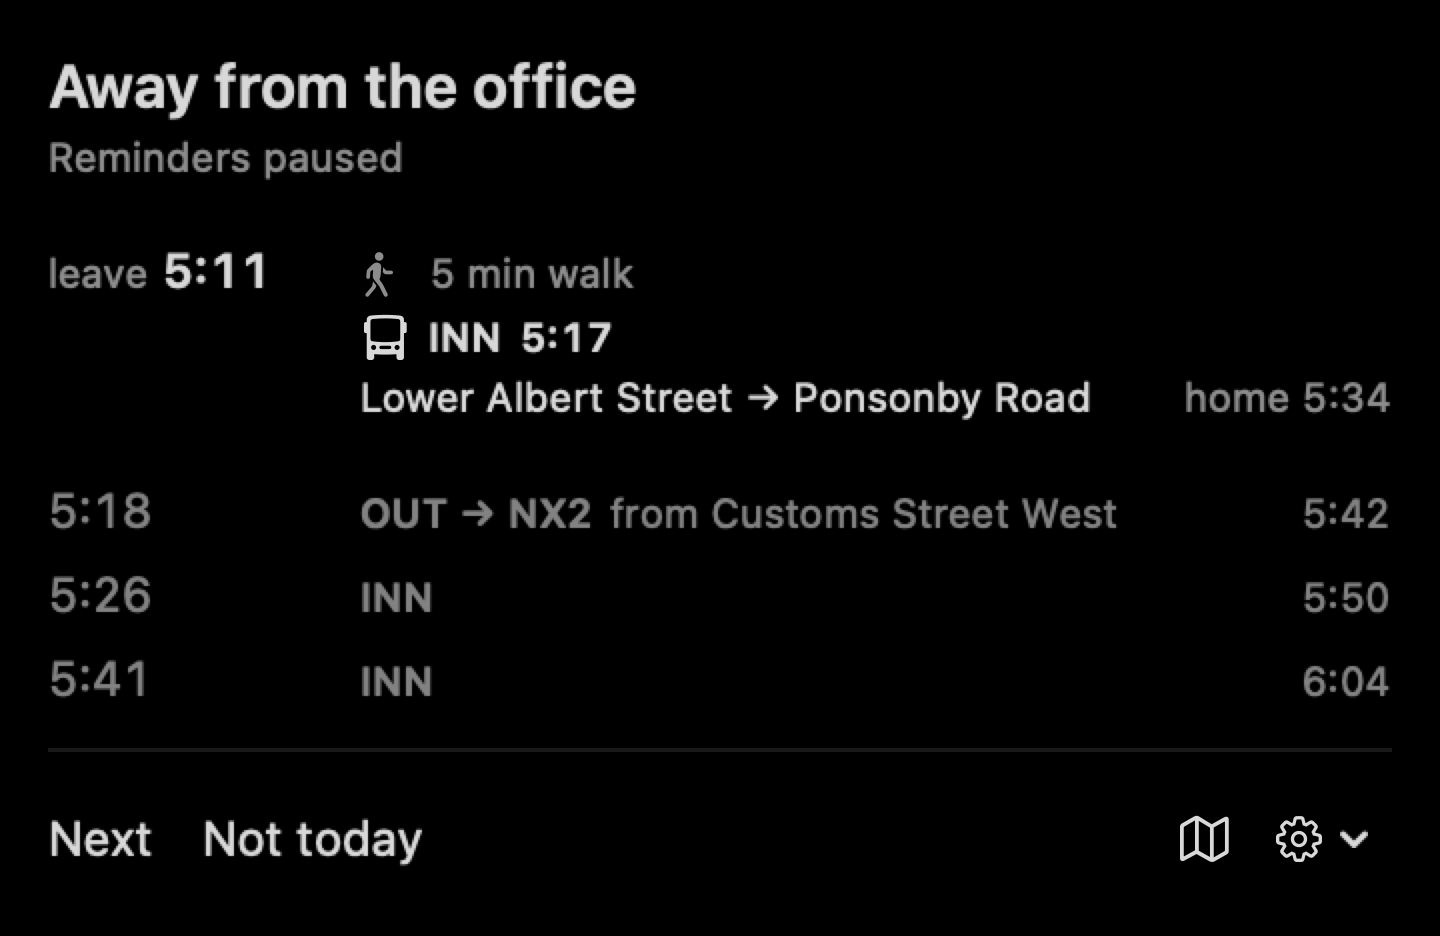 Away from the office
Reminders paused
leave 5:11 5 min walk
INN 5:17
Lower Albert Street → Ponsonby Road home 5:34
5:18 OUT → NX2 from Customs Street West 5:42
5:26 INN 5:50
5:41 INN 6:04
Next Not today